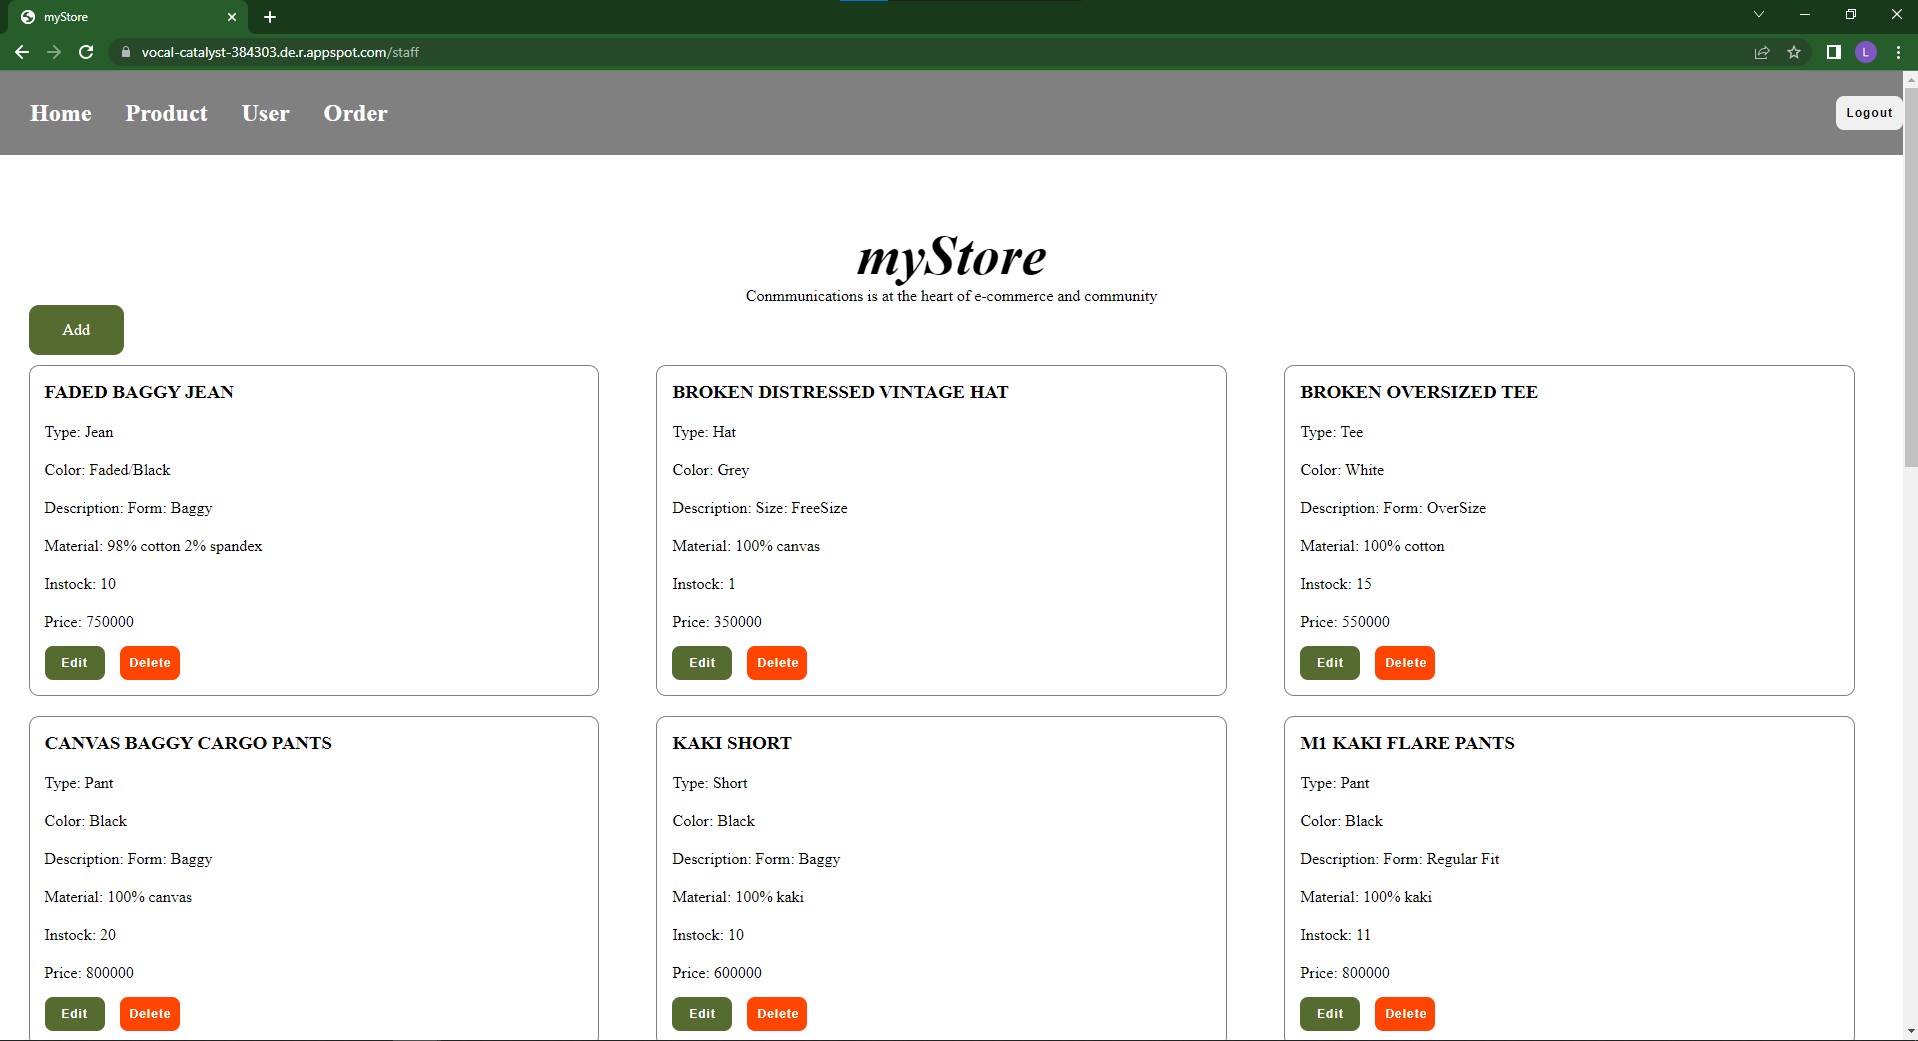 myStore
vocal-catalyst-384303.de.r.appspot.com/staff
L
Home Product User Order Logout
myStore
Conmmunications is at the heart of e-commerce and community
Add
FADED BAGGY JEAN
Type: Jean
Color: Faded/Black
Description: Form: Baggy
Material: 98% cotton 2% spandex
Instock: 10
Price: 750000
Edit Delete
BROKEN DISTRESSED VINTAGE HAT
Type: Hat
Color: Grey
Description: Size: FreeSize
Material: 100% canvas
Instock: 1
Price: 350000
Edit Delete
BROKEN OVERSIZED TEE
Type: Tee
Color: White
Description: Form: OverSize
Material: 100% cotton
Instock: 15
Price: 550000
Edit Delete
CANVAS BAGGY CARGO PANTS
Type: Pant
Color: Black
Description: Form: Baggy
Material: 100% canvas
Instock: 20
Price: 800000
Edit Delete
KAKI SHORT
Type: Short
Color: Black
Description: Form: Baggy
Material: 100% kaki
Instock: 10
Price: 600000
Edit Delete
M1 KAKI FLARE PANTS
Type: Pant
Color: Black
Description: Form: Regular Fit
Material: 100% kaki
Instock: 11
Price: 800000
Edit Delete